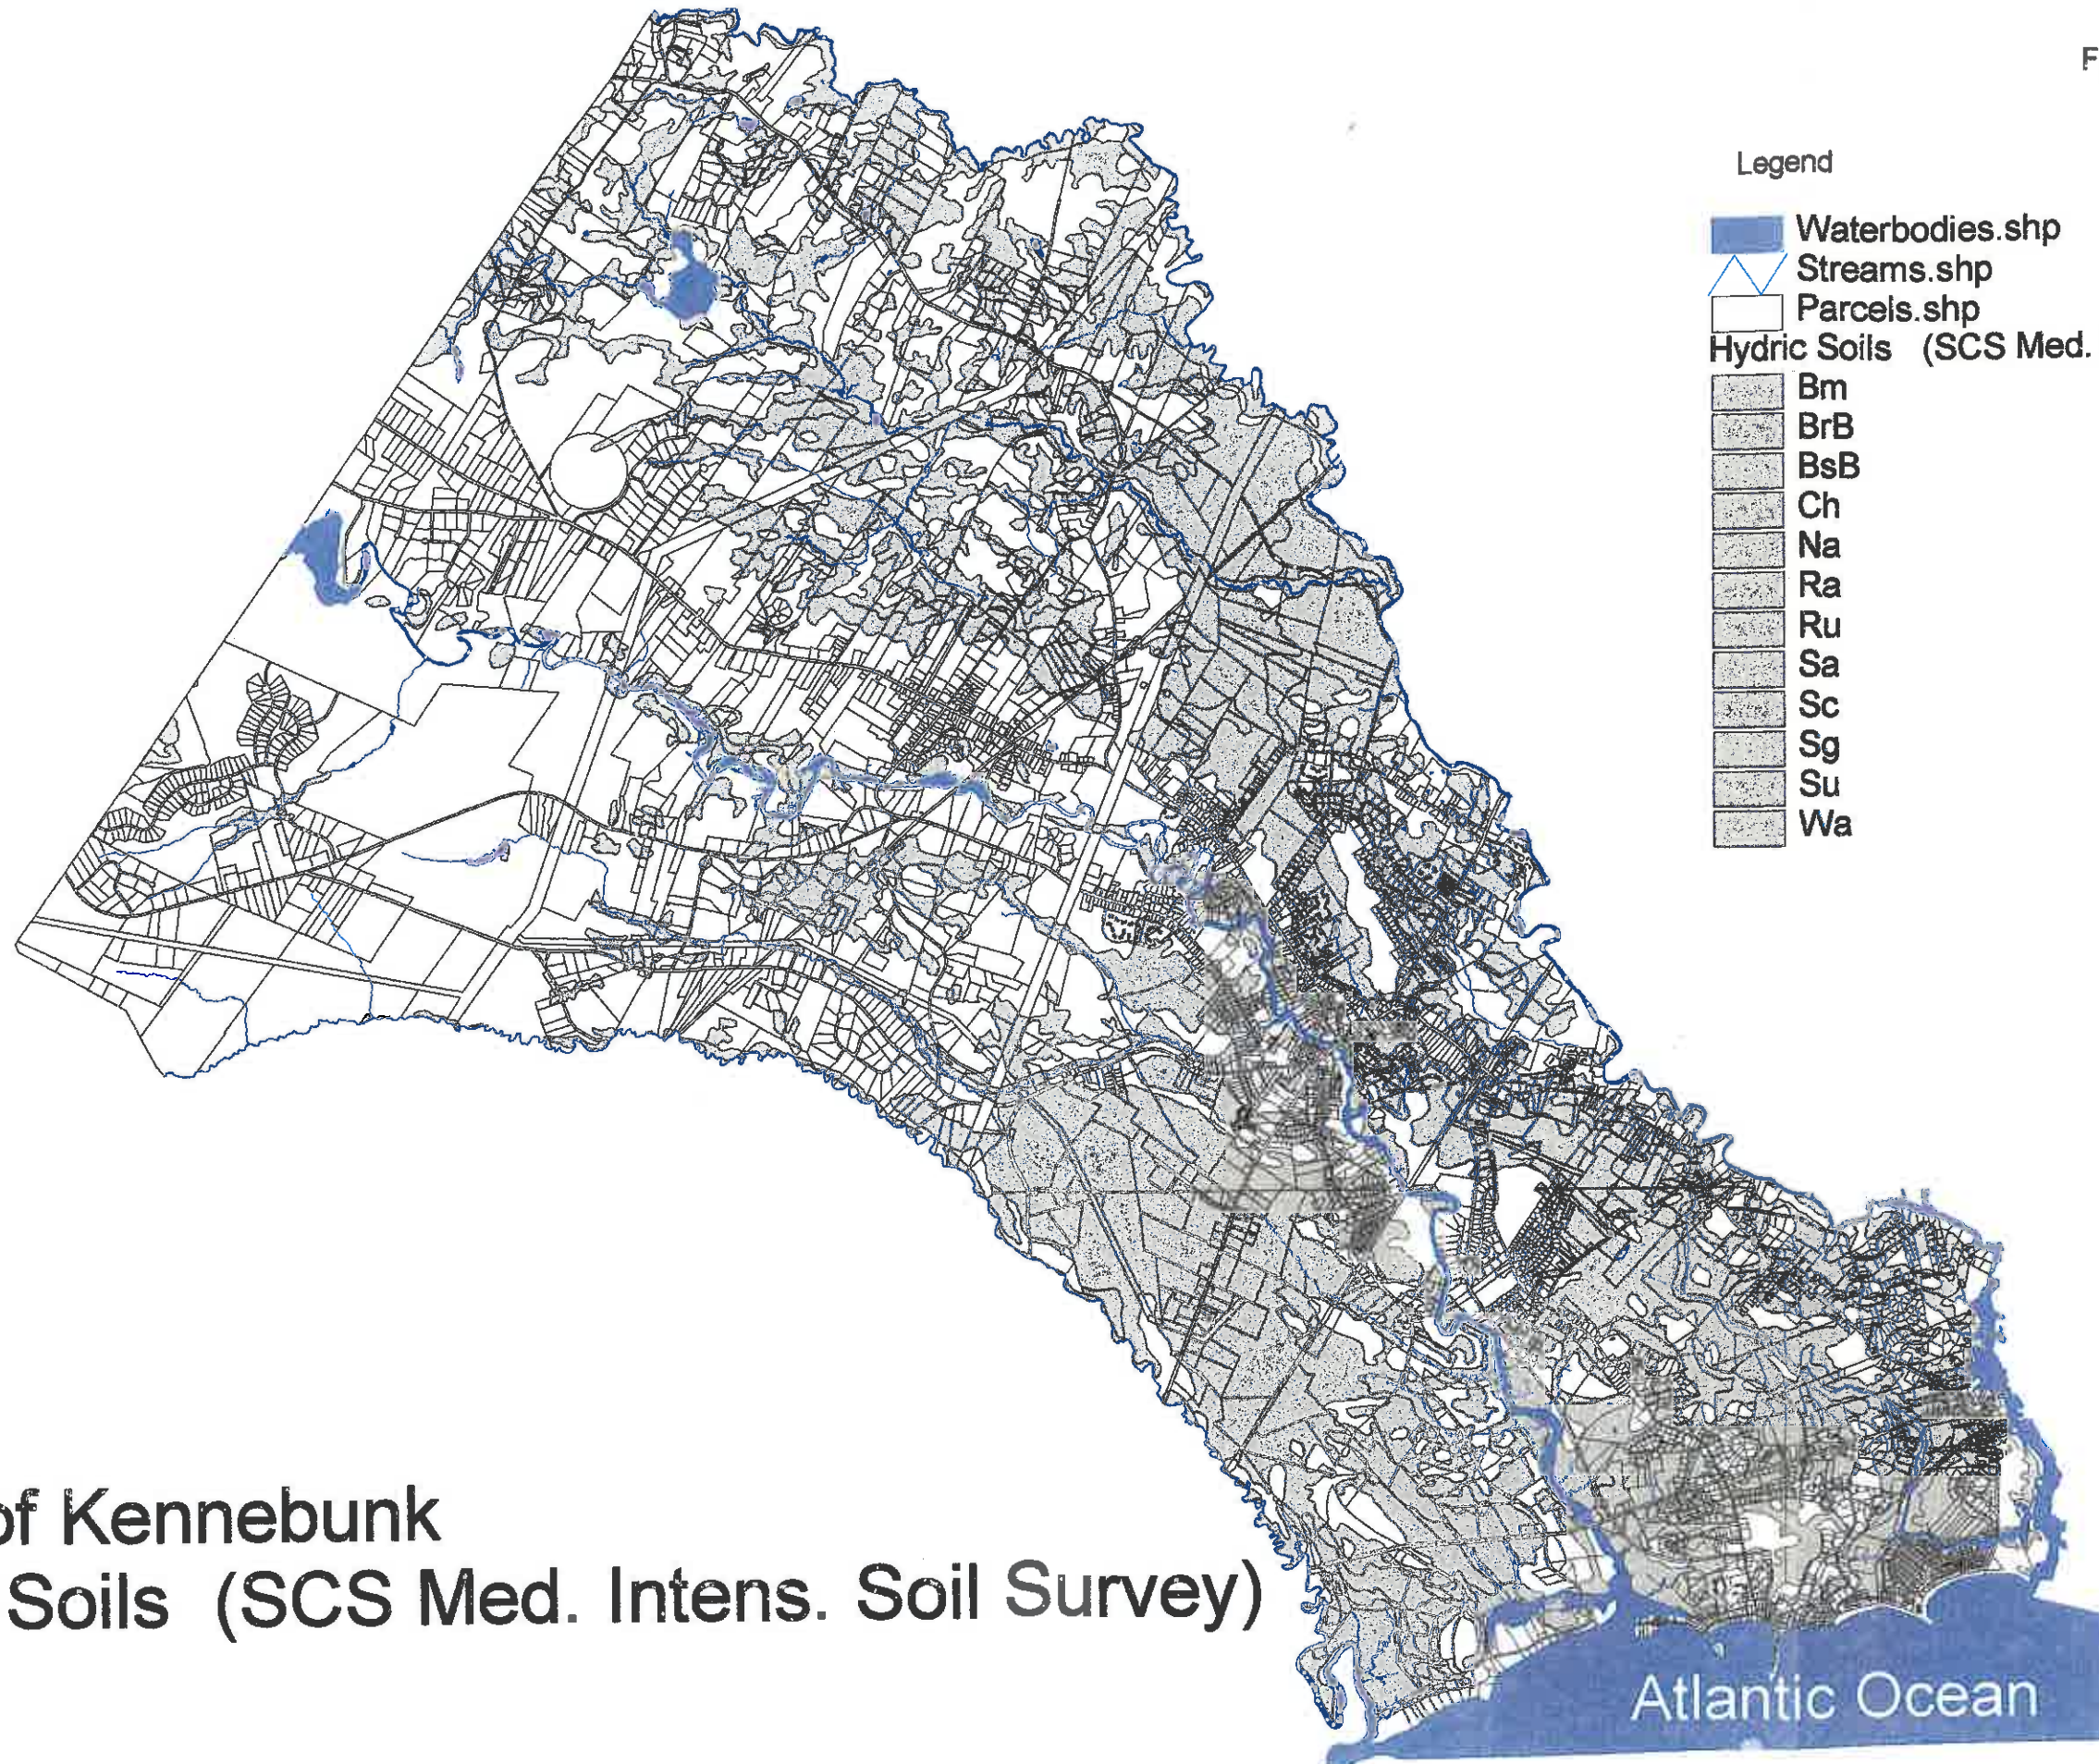 F
Legend
Waterbodies.shp
Streams.shp
Parcels.shp
Hydric Soils (SCS Med.
Bm
BrB
BsB
Ch
Na
Ra
Ru
Sa
Sc
Sg
Su
Wa
of Kennebunk
Soils (SCS Med. Intens. Soil Survey)
Atlantic Ocean